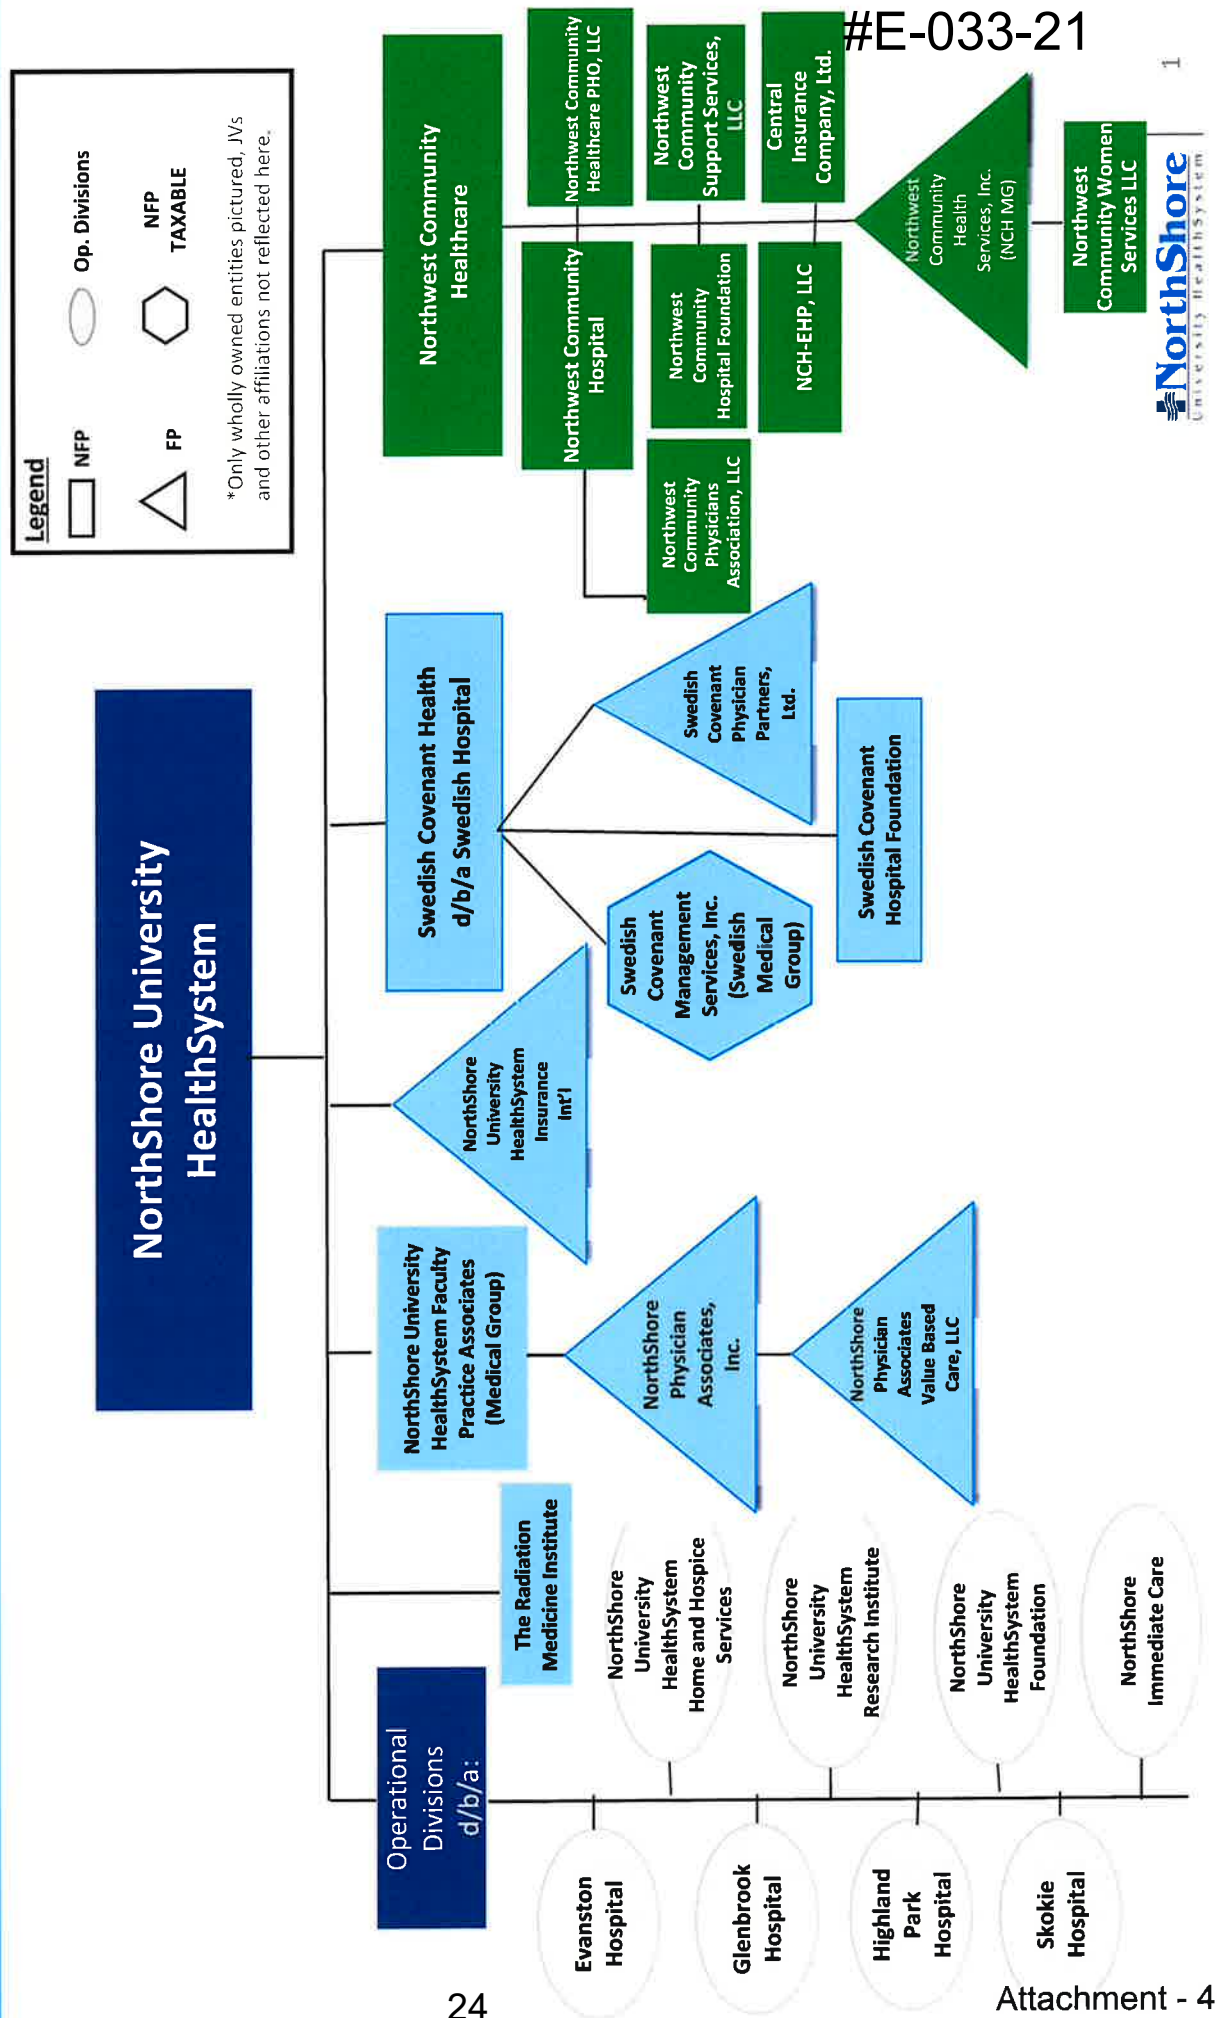 #E-033-21
NorthShore University
HealthSystem
Legend
NFP
Op. Divisions
FP
NFP
TAXABLE
*Only wholly owned entities pictured, JVs
and other affiliations not reflected here.
Operational
Divisions
d/b/a:
Evanston
Hospital
Glenbrook
Hospital
Highland
Park
Hospital
Skokie
Hospital
NorthShore
University
HealthSystem
Home and Hospice
Services
NorthShore
University
HealthSystem
Research Institute
NorthShore
University
HealthSystem
Foundation
NorthShore
Immediate Care
The Radiation
Medicine Institute
NorthShore University
HealthSystem Faculty
Practice Associates
(Medical Group)
NorthShore
Physician
Associates,
Inc.
NorthShore
Physician
Associates
Value Based
Care, LLC
NorthShore
University
HealthSystem
Insurance
Int'l
Swedish Covenant Health
d/b/a Swedish Hospital
Swedish
Covenant
Management
Services, Inc.
(Swedish
Medical
Group)
Swedish
Covenant
Physician
Partners,
Ltd.
Swedish Covenant
Hospital Foundation
Northwest Community
Healthcare
Northwest Community
Hospital
Northwest Community
Healthcare PHO, LLC
Northwest
Community
Physicians
Association, LLC
Northwest
Community
Hospital Foundation
Northwest
Community
Support Services,
LLC
NCH-EHP, LLC
Central
Insurance
Company, Ltd.
Northwest
Community
Health
Services, Inc.
(NCH MG)
Northwest
Community Women
Services LLC
NorthShore
University HealthSystem
1
24
Attachment - 4